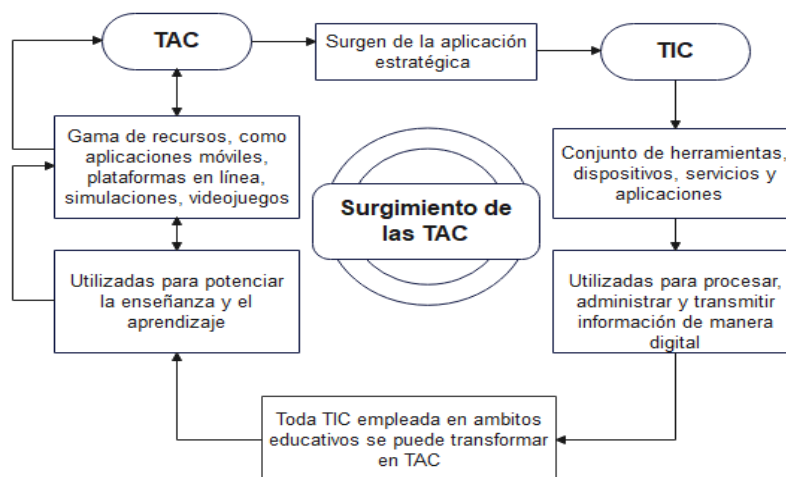 TAC
Surgen de la aplicación
estratégica
TIC
Gama de recursos, como
aplicaciones móviles,
plataformas en línea,
simulaciones, videojuegos
Surgimiento de
las TAC
Conjunto de herramientas,
dispositivos, servicios y
aplicaciones
Utilizadas para potenciar
la enseñanza y el
aprendizaje
Utilizadas para procesar,
administrar y transmitir
información de manera
digital
Toda TIC empleada en ambitos
educativos se puede transformar
en TAC